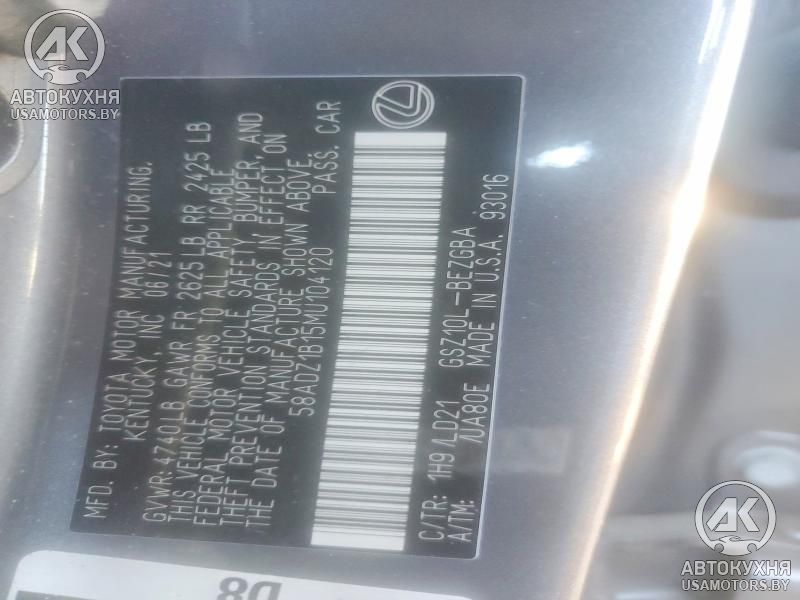 АК
АВТОКУХНЯ
USAMOTORS.BY
MFD. BY: TOYOTA MOTOR MANUFACTURING,
KENTUCKY, INC 06/21
GVWR 4740LB GAWR FR 2625LB RR 2425 LB
THIS VEHICLE CONFORMS TO ALL APPLICABLE
FEDERAL MOTOR VEHICLE SAFETY, BUMPER, AND
THEFT PREVENTION STANDARDS IN EFFECT ON
THE DATE OF MANUFACTURE SHOWN ABOVE.
58ADZ1B15MU104120 PASS. CAR
C/TR: 1H9/LD21 GSZ10L-BEZGBA
A/TM: /UA80E MADE IN U.S.A. 93016
D8
АК
АВТОКУХНЯ
USAMOTORS.BY